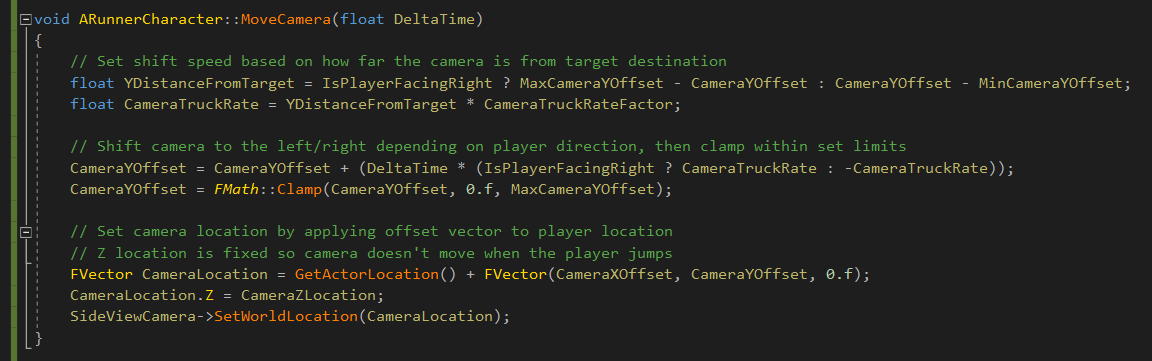 void ARunnerCharacter::MoveCamera(float DeltaTime)
{
    // Set shift speed based on how far the camera is from target destination
    float YDistanceFromTarget = IsPlayerFacingRight ? MaxCameraYOffset - CameraYOffset : CameraYOffset - MinCameraYOffset;
    float CameraTruckRate = YDistanceFromTarget * CameraTruckRateFactor;

    // Shift camera to the left/right depending on player direction, then clamp within set limits
    CameraYOffset = CameraYOffset + (DeltaTime * (IsPlayerFacingRight ? CameraTruckRate : -CameraTruckRate));
    CameraYOffset = FMath::Clamp(CameraYOffset, 0.f, MaxCameraYOffset);

    // Set camera location by applying offset vector to player location
    // Z location is fixed so camera doesn't move when the player jumps
    FVector CameraLocation = GetActorLocation() + FVector(CameraXOffset, CameraYOffset, 0.f);
    CameraLocation.Z = CameraZLocation;
    SideViewCamera->SetWorldLocation(CameraLocation);
}